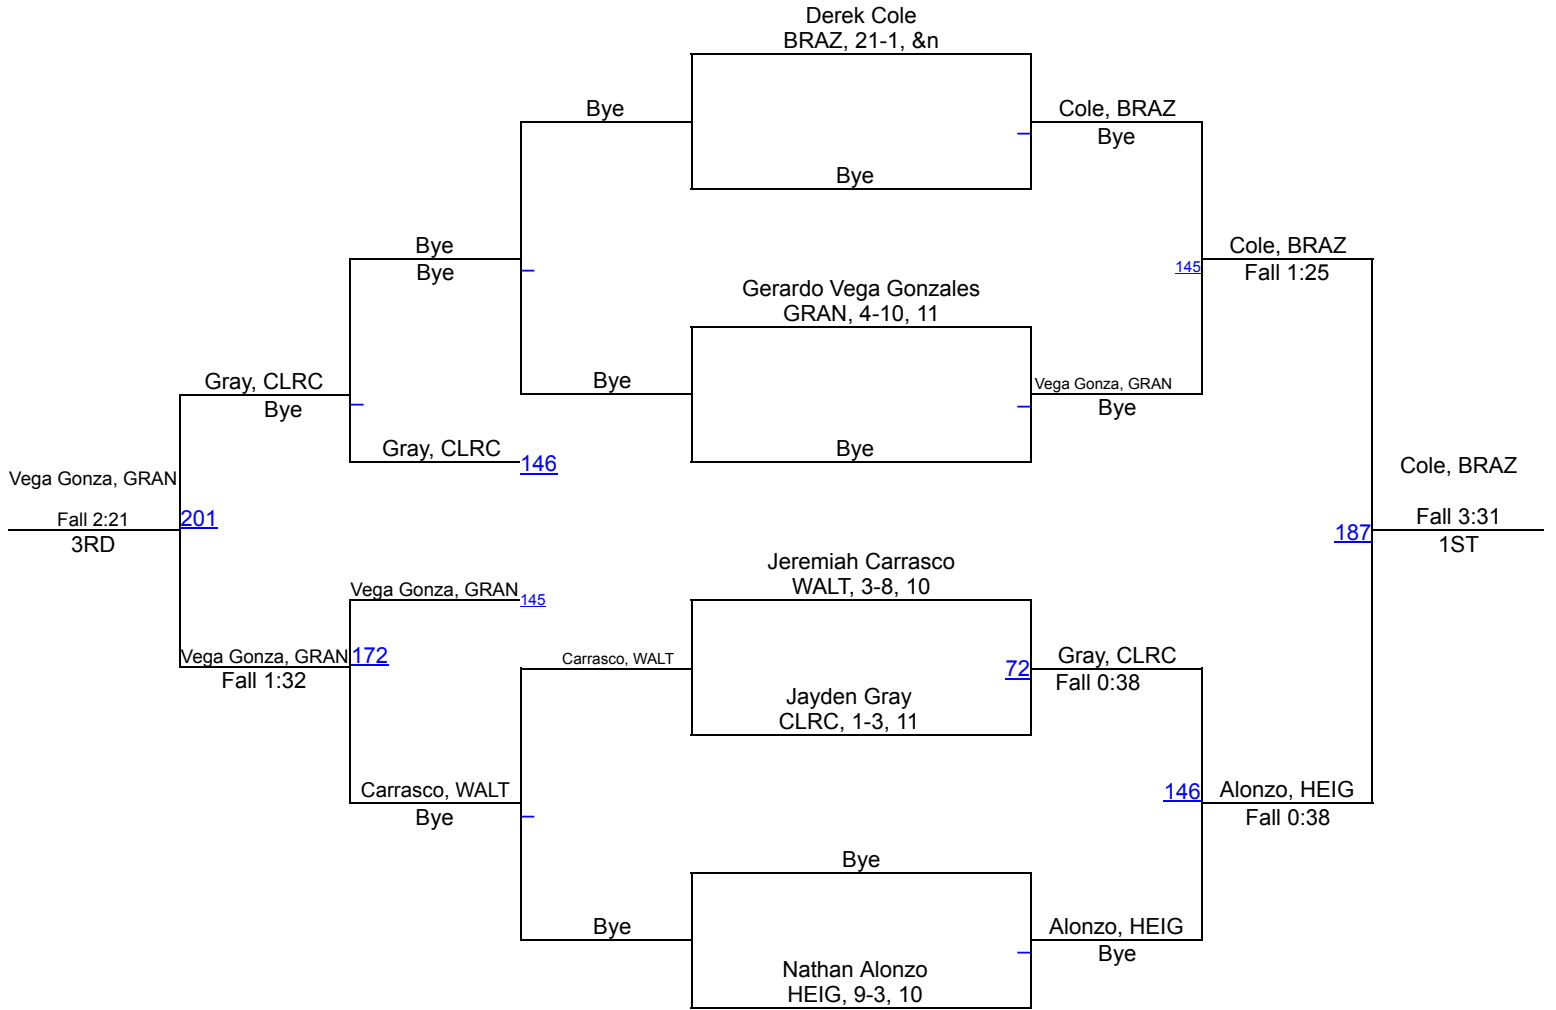 Derek Cole
BRAZ, 21-1, &n
Bye
Cole, BRAZ
Bye
Bye
Bye
Bye
Cole, BRAZ
145
Fall 1:25
Gerardo Vega Gonzales
GRAN, 4-10, 11
Gray, CLRC
Bye
Bye
Vega Gonza, GRAN
Bye
Gray, CLRC
146
Bye
Vega Gonza, GRAN
Fall 2:21
201
3RD
Cole, BRAZ
Fall 3:31
187
1ST
Jeremiah Carrasco
WALT, 3-8, 10
Vega Gonza, GRAN
145
Vega Gonza, GRAN
172
Fall 1:32
Carrasco, WALT
72
Gray, CLRC
Fall 0:38
Jayden Gray
CLRC, 1-3, 11
Carrasco, WALT
Bye
146
Alonzo, HEIG
Fall 0:38
Bye
Bye
Alonzo, HEIG
Bye
Nathan Alonzo
HEIG, 9-3, 10